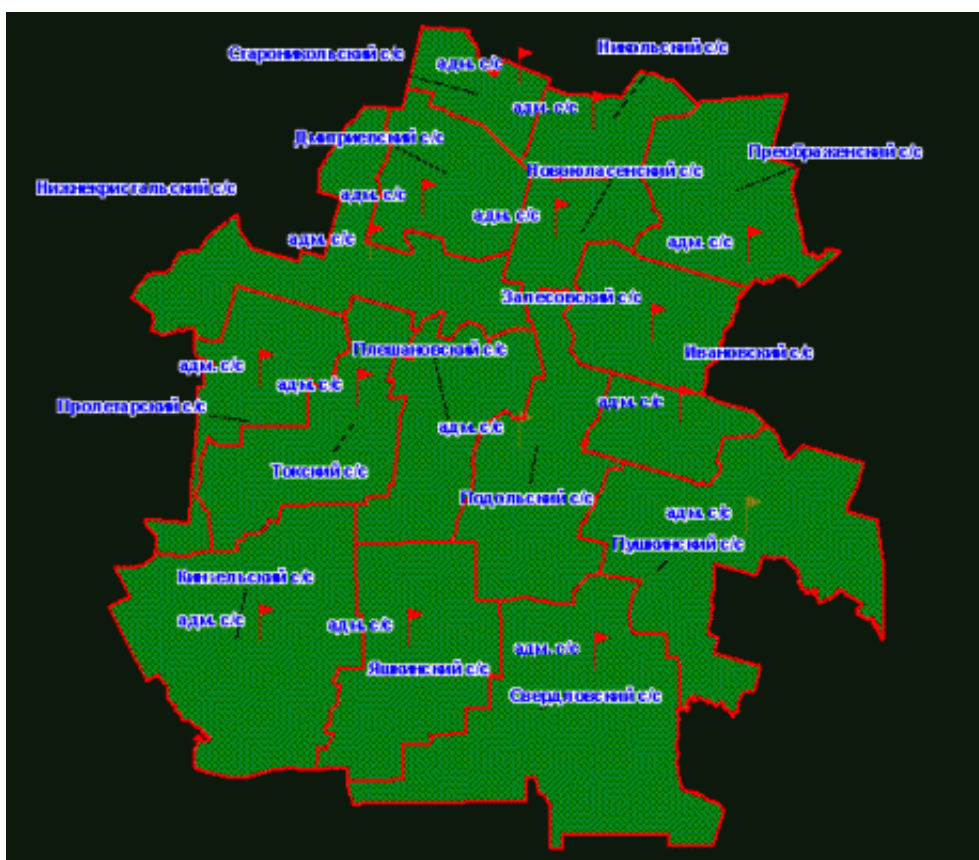 Староникольский с/с
Никольский с/с
адм. с/с
адм. с/с
Дмитриевский с/с
Преображенский с/с
Новоюласенский с/с
Нижнекристальский с/с
адм. с/с
адм. с/с
адм. с/с
адм. с/с
Залесовский с/с
Плешановский с/с
Ивановский с/с
адм. с/с
адм. с/с
Пролетарский с/с
адм. с/с
адм. с/с
Токский с/с
Подольский с/с
адм. с/с
Пушкинский с/с
Кинзельский с/с
адм. с/с
адм. с/с
адм. с/с
Яшкинский с/с
Свердловский с/с